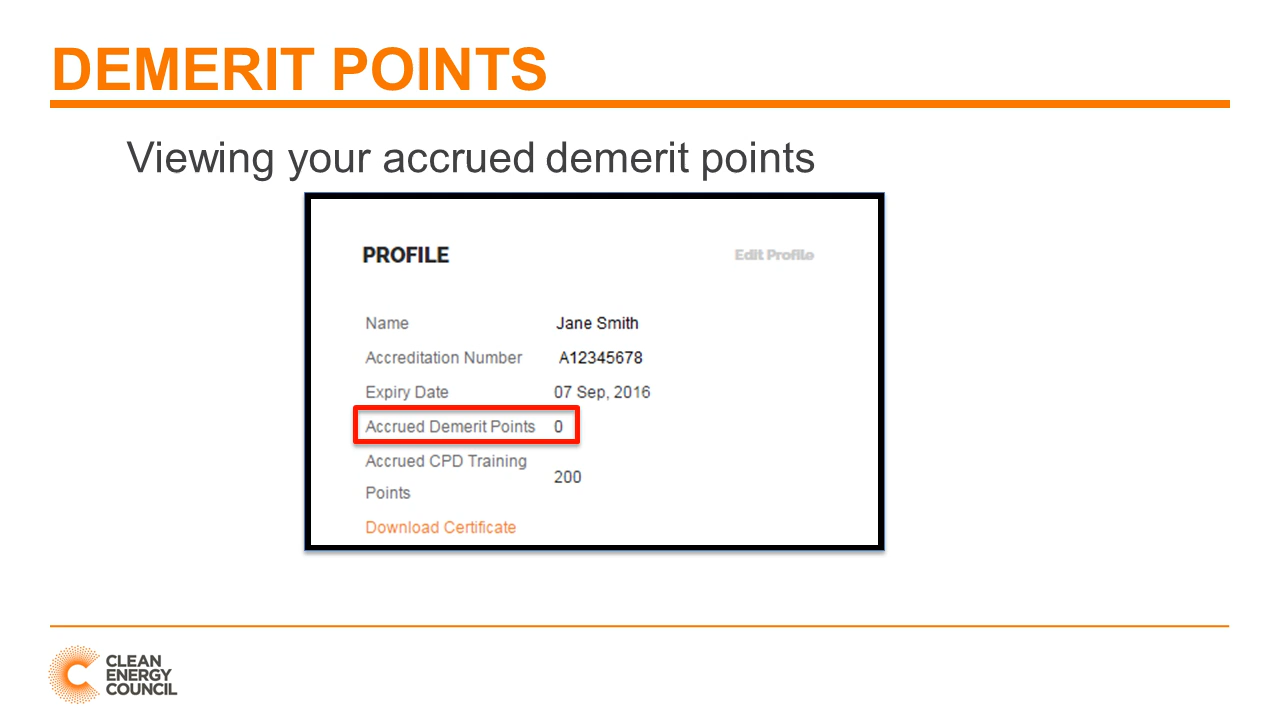 DEMERIT POINTS
Viewing your accrued demerit points
PROFILE
Edit Profile
Name Jane Smith
Accreditation Number A12345678
Expiry Date 07 Sep, 2016
Accrued Demerit Points 0
Accrued CPD Training
Points 200
Download Certificate
CLEAN
ENERGY
COUNCIL